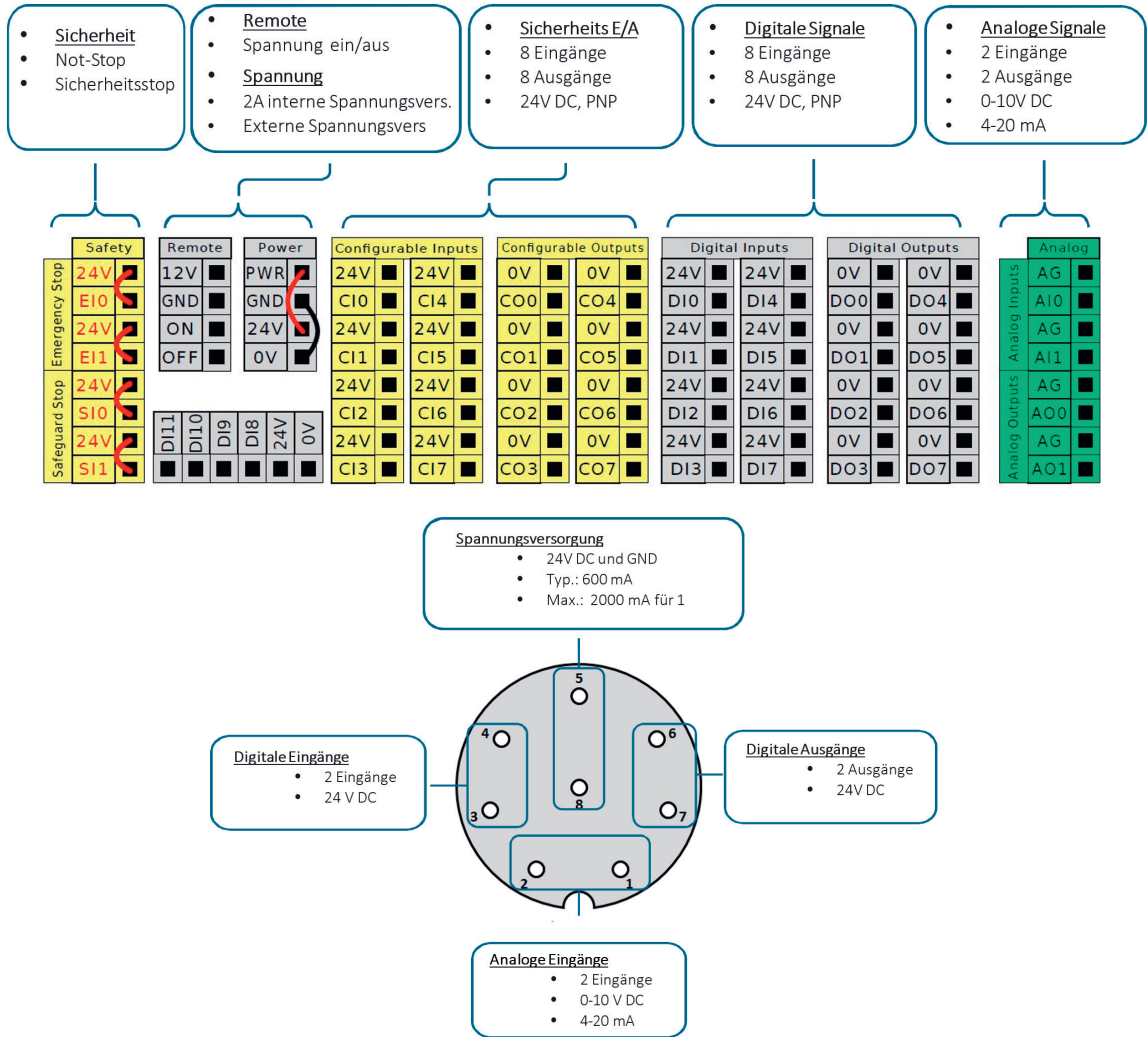 Sicherheit
Not-Stop
Sicherheitsstop
Remote
Spannung ein/aus
Spannung
2A interne Spannungsvers.
Externe Spannungsvers
Sicherheits E/A
8 Eingänge
8 Ausgänge
24V DC, PNP
Digitale Signale
8 Eingänge
8 Ausgänge
24V DC, PNP
Analoge Signale
2 Eingänge
2 Ausgänge
0-10V DC
4-20 mA
Safety
Emergency Stop
24V
EI0
24V
EI1
Safeguard Stop
24V
SI0
24V
SI1
Remote
12V
GND
ON
OFF
Power
PWR
GND
24V
0V
DI11
DI10
DI9
DI8
24V
0V
Configurable Inputs
24V 24V
CI0 CI4
24V 24V
CI1 CI5
24V 24V
CI2 CI6
24V 24V
CI3 CI7
Configurable Outputs
0V 0V
CO0 CO4
0V 0V
CO1 CO5
0V 0V
CO2 CO6
0V 0V
CO3 CO7
Digital Inputs
24V 24V
DI0 DI4
24V 24V
DI1 DI5
24V 24V
DI2 DI6
24V 24V
DI3 DI7
Digital Outputs
0V 0V
DO0 DO4
0V 0V
DO1 DO5
0V 0V
DO2 DO6
0V 0V
DO3 DO7
Analog
Analog Inputs
AG
AI0
AG
AI1
Analog Outputs
AG
AO0
AG
AO1
Spannungsversorgung
24V DC und GND
Typ.: 600 mA
Max.: 2000 mA für 1
5
4
6
8
3
7
2
1
Digitale Eingänge
2 Eingänge
24 V DC
Digitale Ausgänge
2 Ausgänge
24V DC
Analoge Eingänge
2 Eingänge
0-10 V DC
4-20 mA